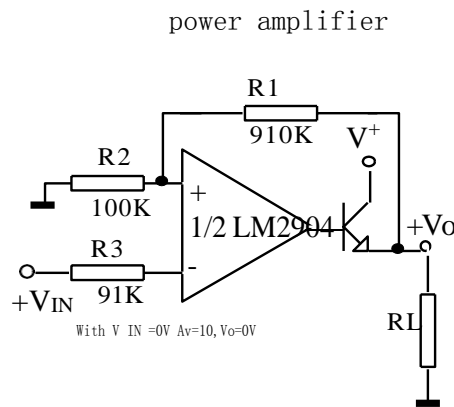 power amplifier
R1
910K
V+
R2
+
100K
1/2 LM2904
+VO
R3
-
91K
+VIN
RL
With V IN =0V Av=10,Vo=0V